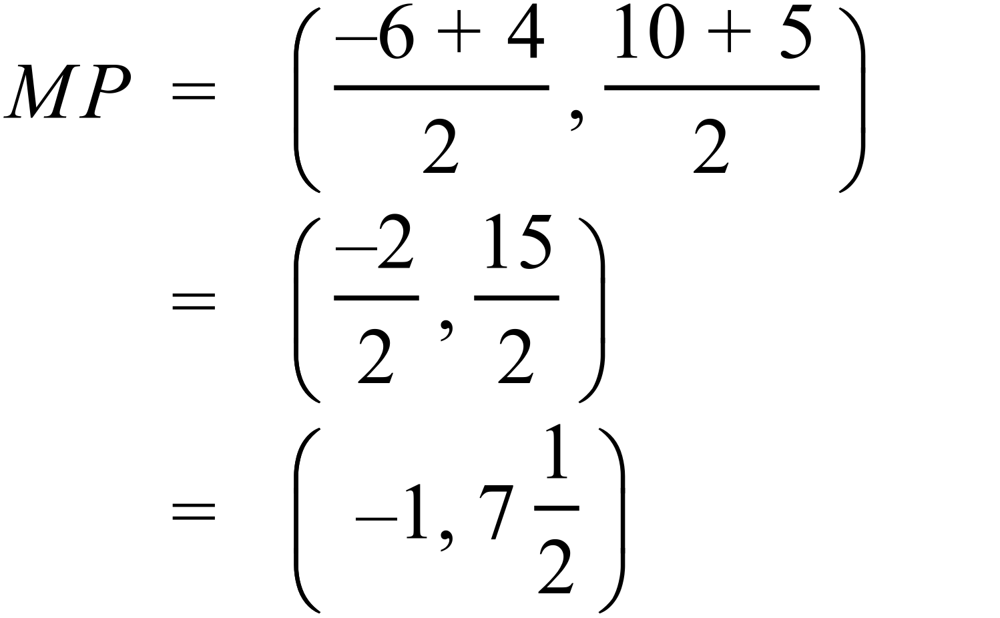 MP = (–6 + 4 / 2 , 10 + 5 / 2)
= (–2 / 2 , 15 / 2)
= (–1, 7 1/2)